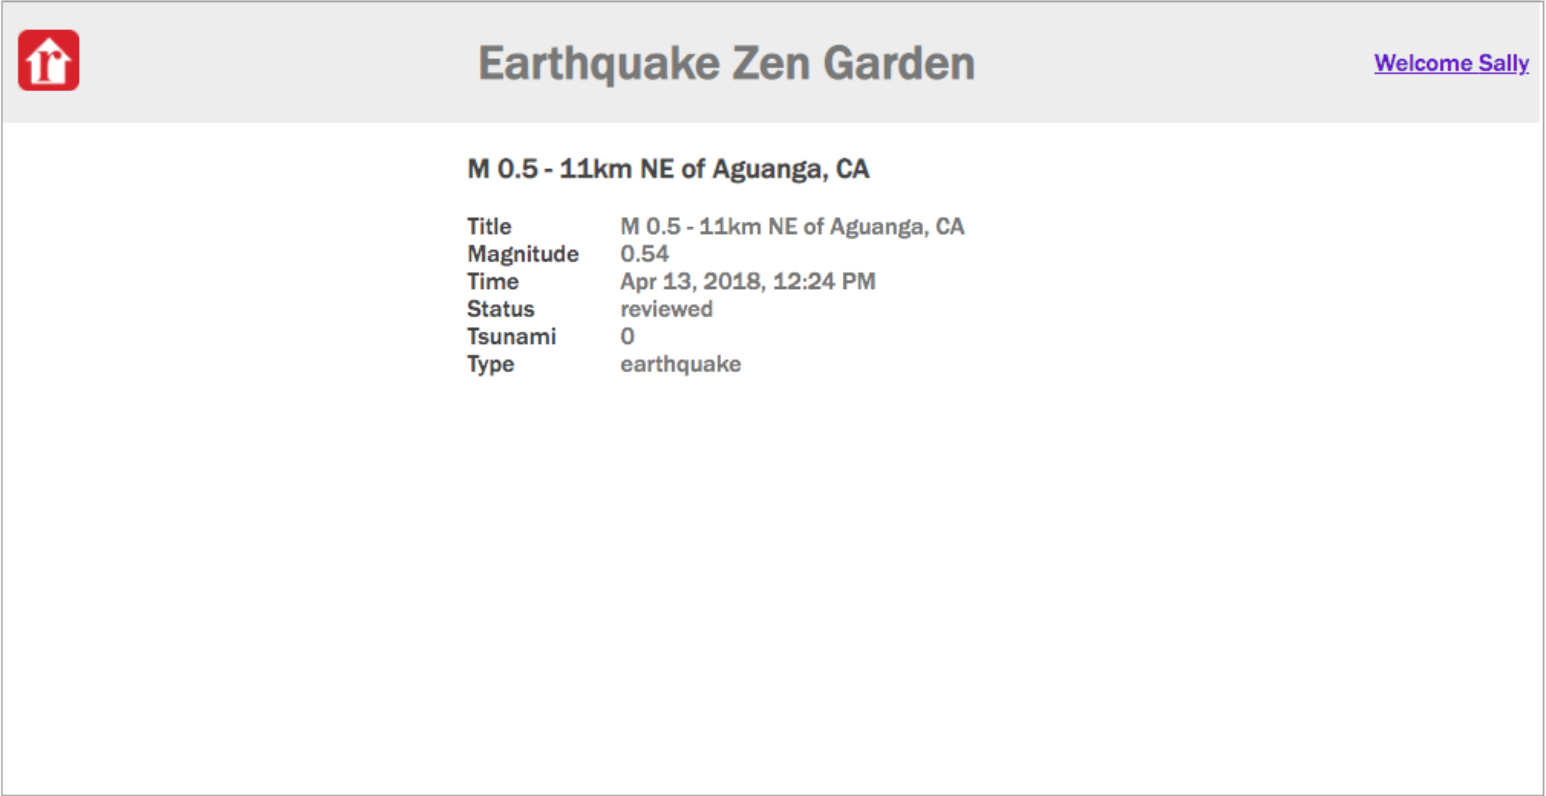 r
Earthquake Zen Garden
Welcome Sally
M 0.5 - 11km NE of Aguanga, CA
Title M 0.5 - 11km NE of Aguanga, CA
Magnitude 0.54
Time Apr 13, 2018, 12:24 PM
Status reviewed
Tsunami 0
Type earthquake